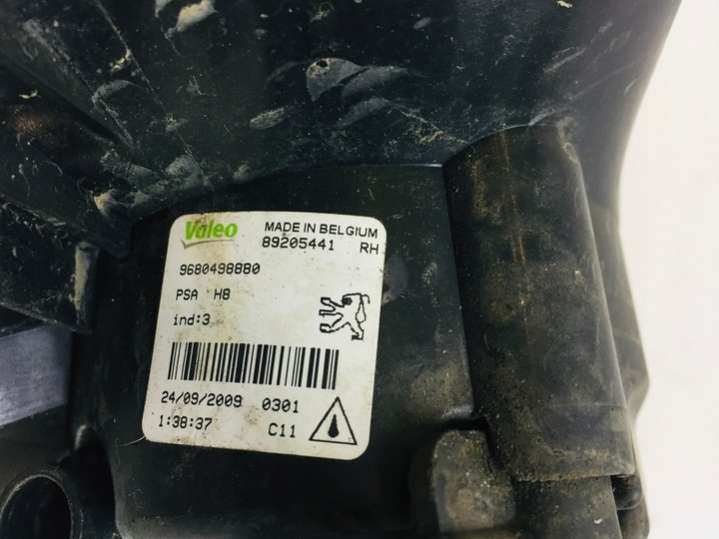 Valeo MADE IN BELGIUM
89205441 RH
9680498880
PSA H8
ind:3
24/09/2009 0301
1:38:37 C11